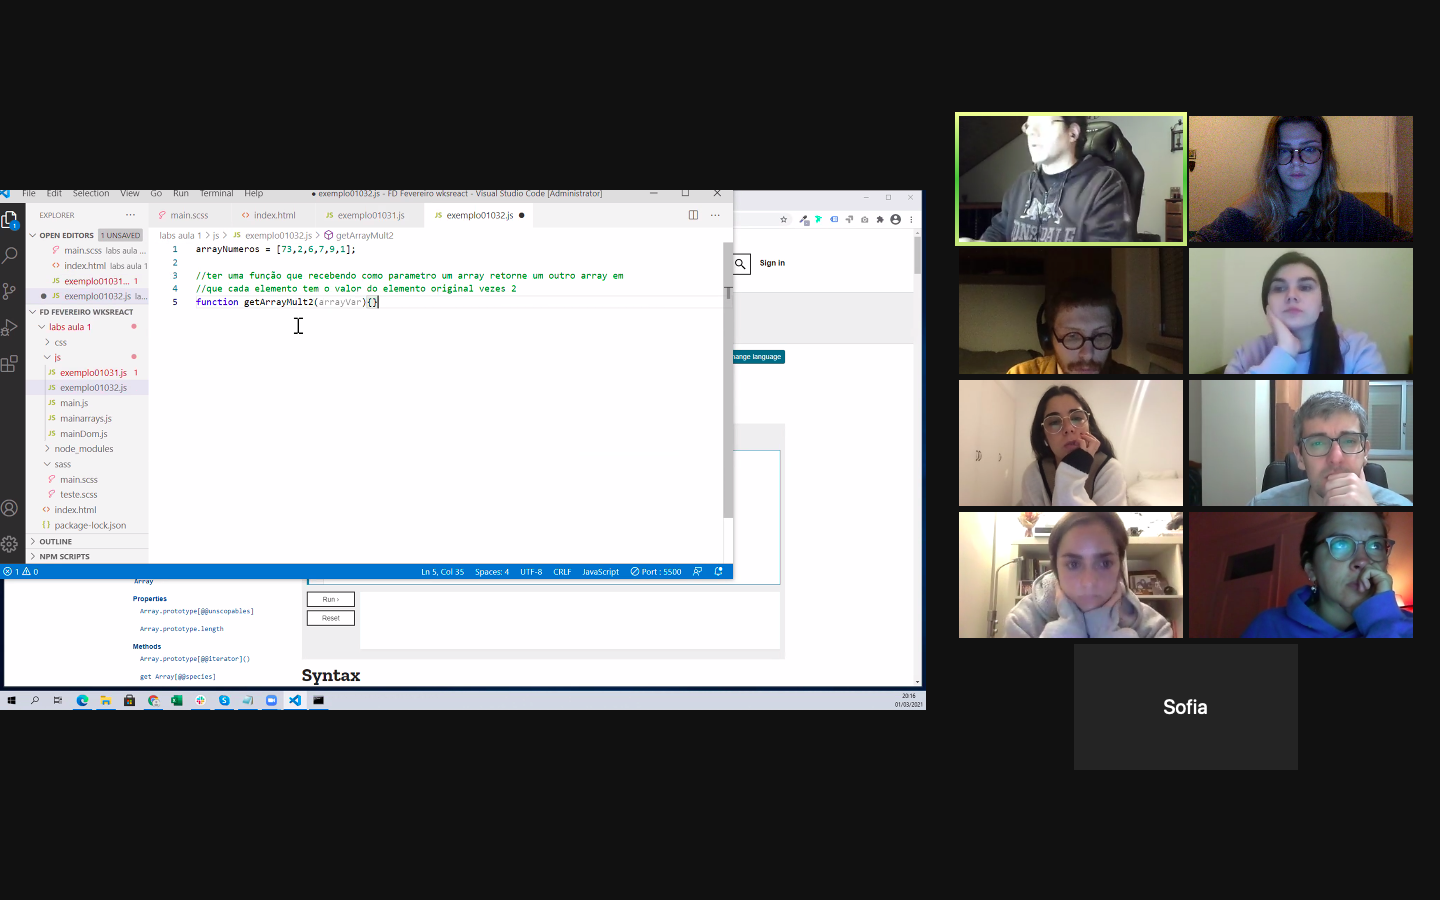 File Edit Selection View Go Run Terminal Help
● exemplo01032.js - FD Fevereiro wksreact - Visual Studio Code [Administrator]
EXPLORER
main.scss
index.html
exemplo01031.js
exemplo01032.js
OPEN EDITORS 1 UNSAVED
main.scss labs aula ...
index.html labs aula 1
exemplo01031... 1
exemplo01032.js la...
FD FEVEREIRO WKSREACT
labs aula 1
css
js
exemplo01031.js 1
exemplo01032.js
main.js
mainarrays.js
mainDom.js
node_modules
sass
main.scss
teste.scss
index.html
package-lock.json
OUTLINE
NPM SCRIPTS
labs aula 1 > js > exemplo01032.js > getArrayMult2
1 arrayNumeros = [73,2,6,7,9,1];
2
3 //ter uma função que recebendo como parametro um array retorne um outro array em
4 //que cada elemento tem o valor do elemento original vezes 2
5 function getArrayMult2(arrayVar){}
1 0
Ln 5, Col 35 Spaces: 4 UTF-8 CRLF JavaScript Port : 5500
Sign in
ange language
Array
Properties
Array.prototype[@@unscopables]
Array.prototype.length
Methods
Array.prototype[@@iterator]()
get Array[@@species]
Run ›
Reset
Syntax
20:16
01/03/2021
Sofia